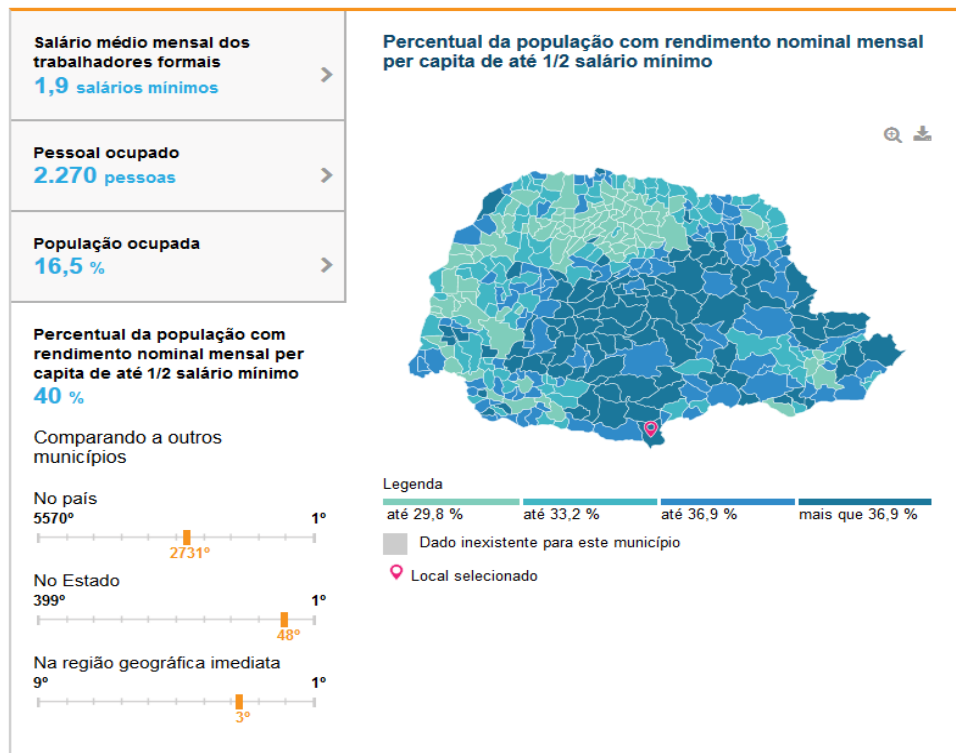 Salário médio mensal dos
trabalhadores formais
1,9 salários mínimos
Pessoal ocupado
2.270 pessoas
População ocupada
16,5 %
Percentual da população com
rendimento nominal mensal per
capita de até 1/2 salário mínimo
40 %
Comparando a outros
municípios
No país
5570º 1º
2731º
No Estado
399º 1º
48º
Na região geográfica imediata
9º 1º
3º
Percentual da população com rendimento nominal mensal
per capita de até 1/2 salário mínimo
Legenda
até 29,8 % até 33,2 % até 36,9 % mais que 36,9 %
Dado inexistente para este município
Local selecionado